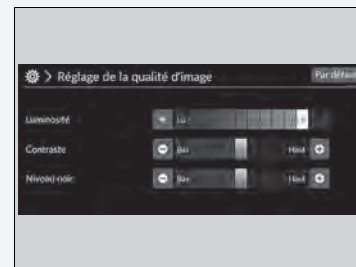 > Réglage de la qualité d'image
Par défaut
Luminosité
Contraste Bas Haut
Niveau noir Bas Haut